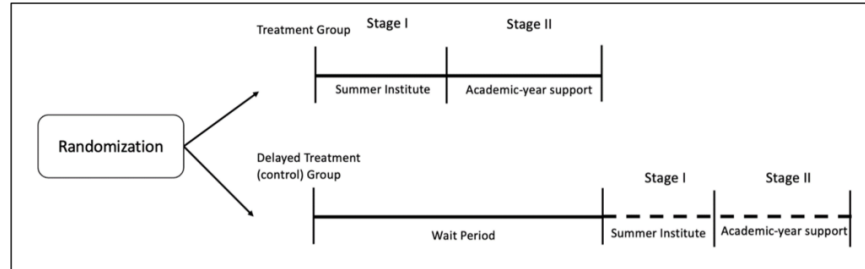 Treatment Group
Stage I
Stage II
Summer Institute
Academic-year support
Randomization
Delayed Treatment
(control) Group
Stage I
Stage II
Wait Period
Summer Institute
Academic-year support